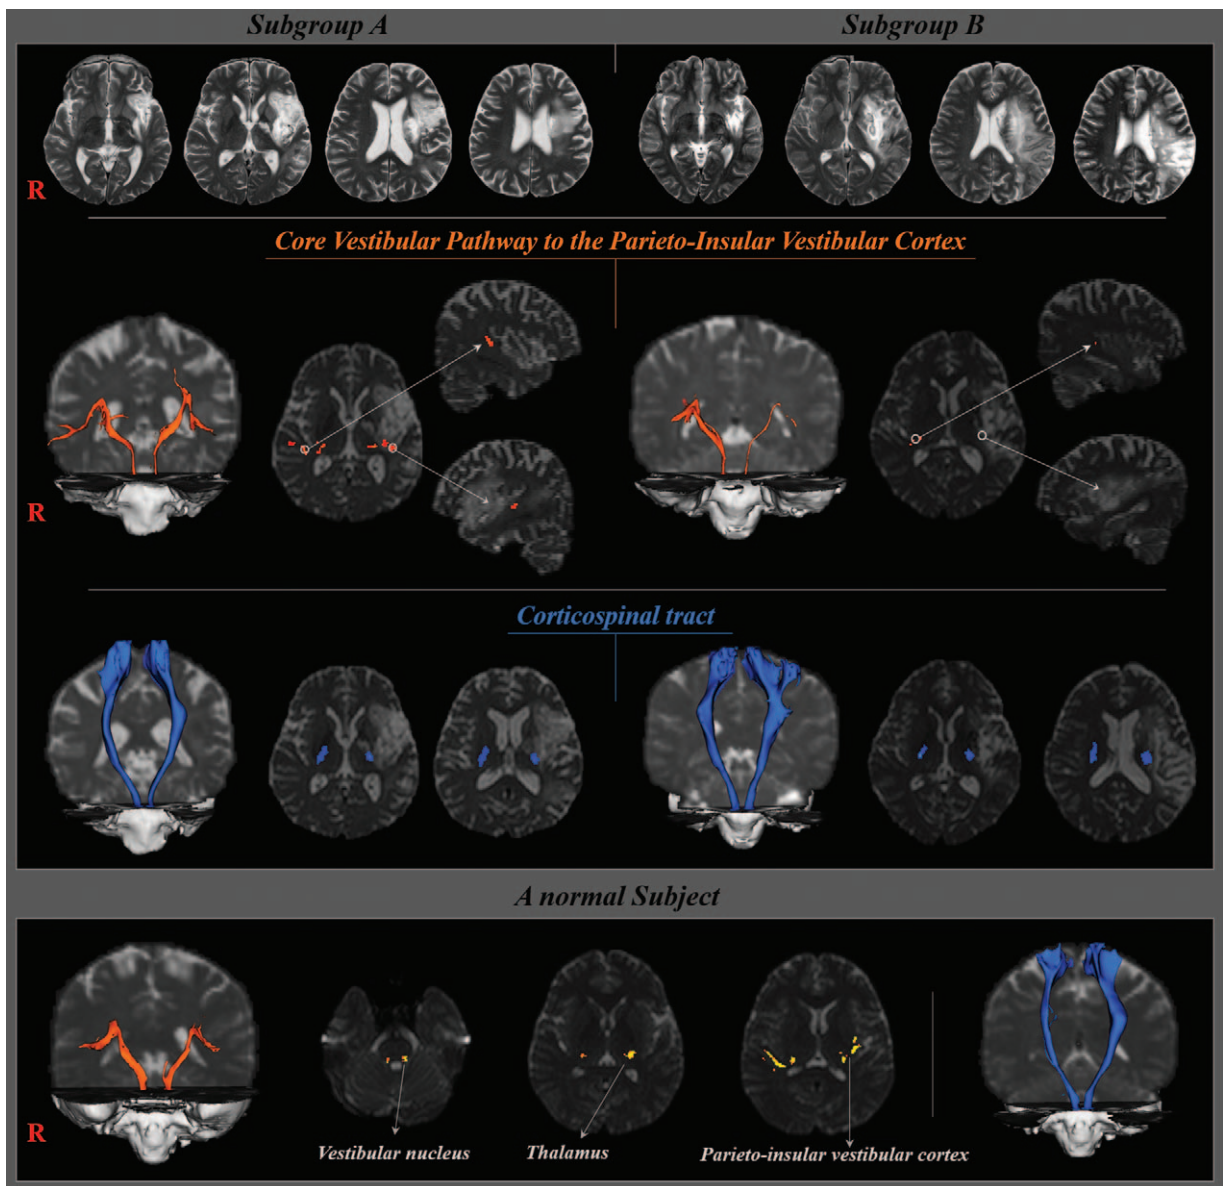 Subgroup A
Subgroup B
R
Core Vestibular Pathway to the Parieto-Insular Vestibular Cortex
R
Corticospinal tract
A normal Subject
Vestibular nucleus
Thalamus
Parieto-insular vestibular cortex
R